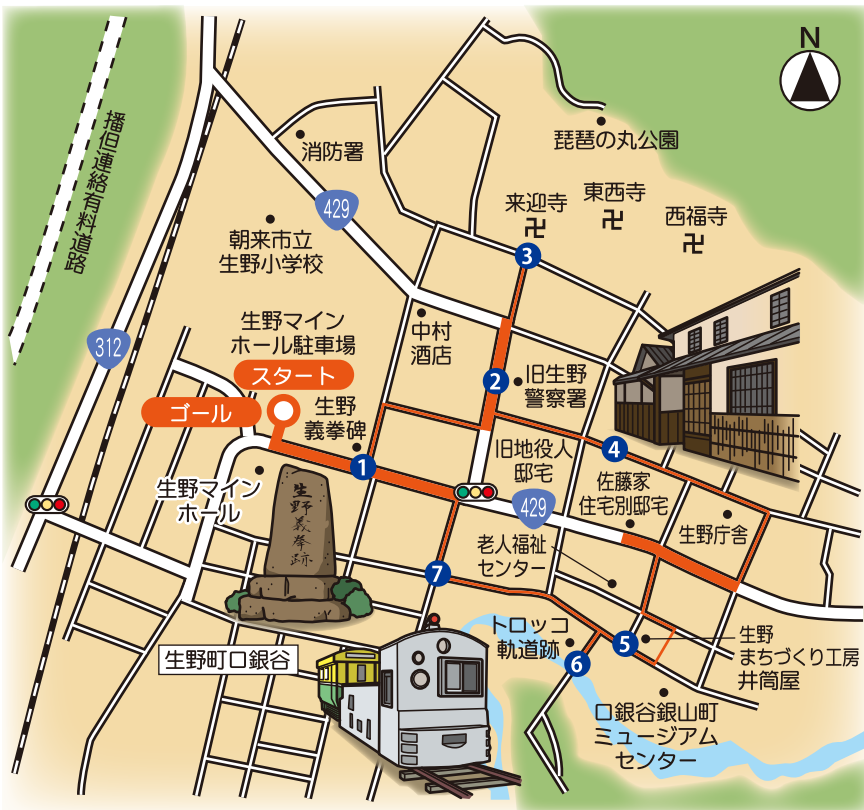 N
播但連絡有料道路
消防署
琵琶の丸公園
429
来迎寺
東西寺
西福寺
朝来市立
生野小学校
3
312
生野マイン
ホール駐車場
中村
酒店
スタート
2
旧生野
警察署
ゴール
生野
義挙碑
旧地役人
邸宅
4
1
生野マイン
ホール
生野義挙跡
429
佐藤家
住宅別邸宅
生野庁舎
老人福祉
センター
7
トロッコ
軌道跡
5
生野
まちづくり工房
井筒屋
6
生野町口銀谷
口銀谷銀山町
ミュージアム
センター